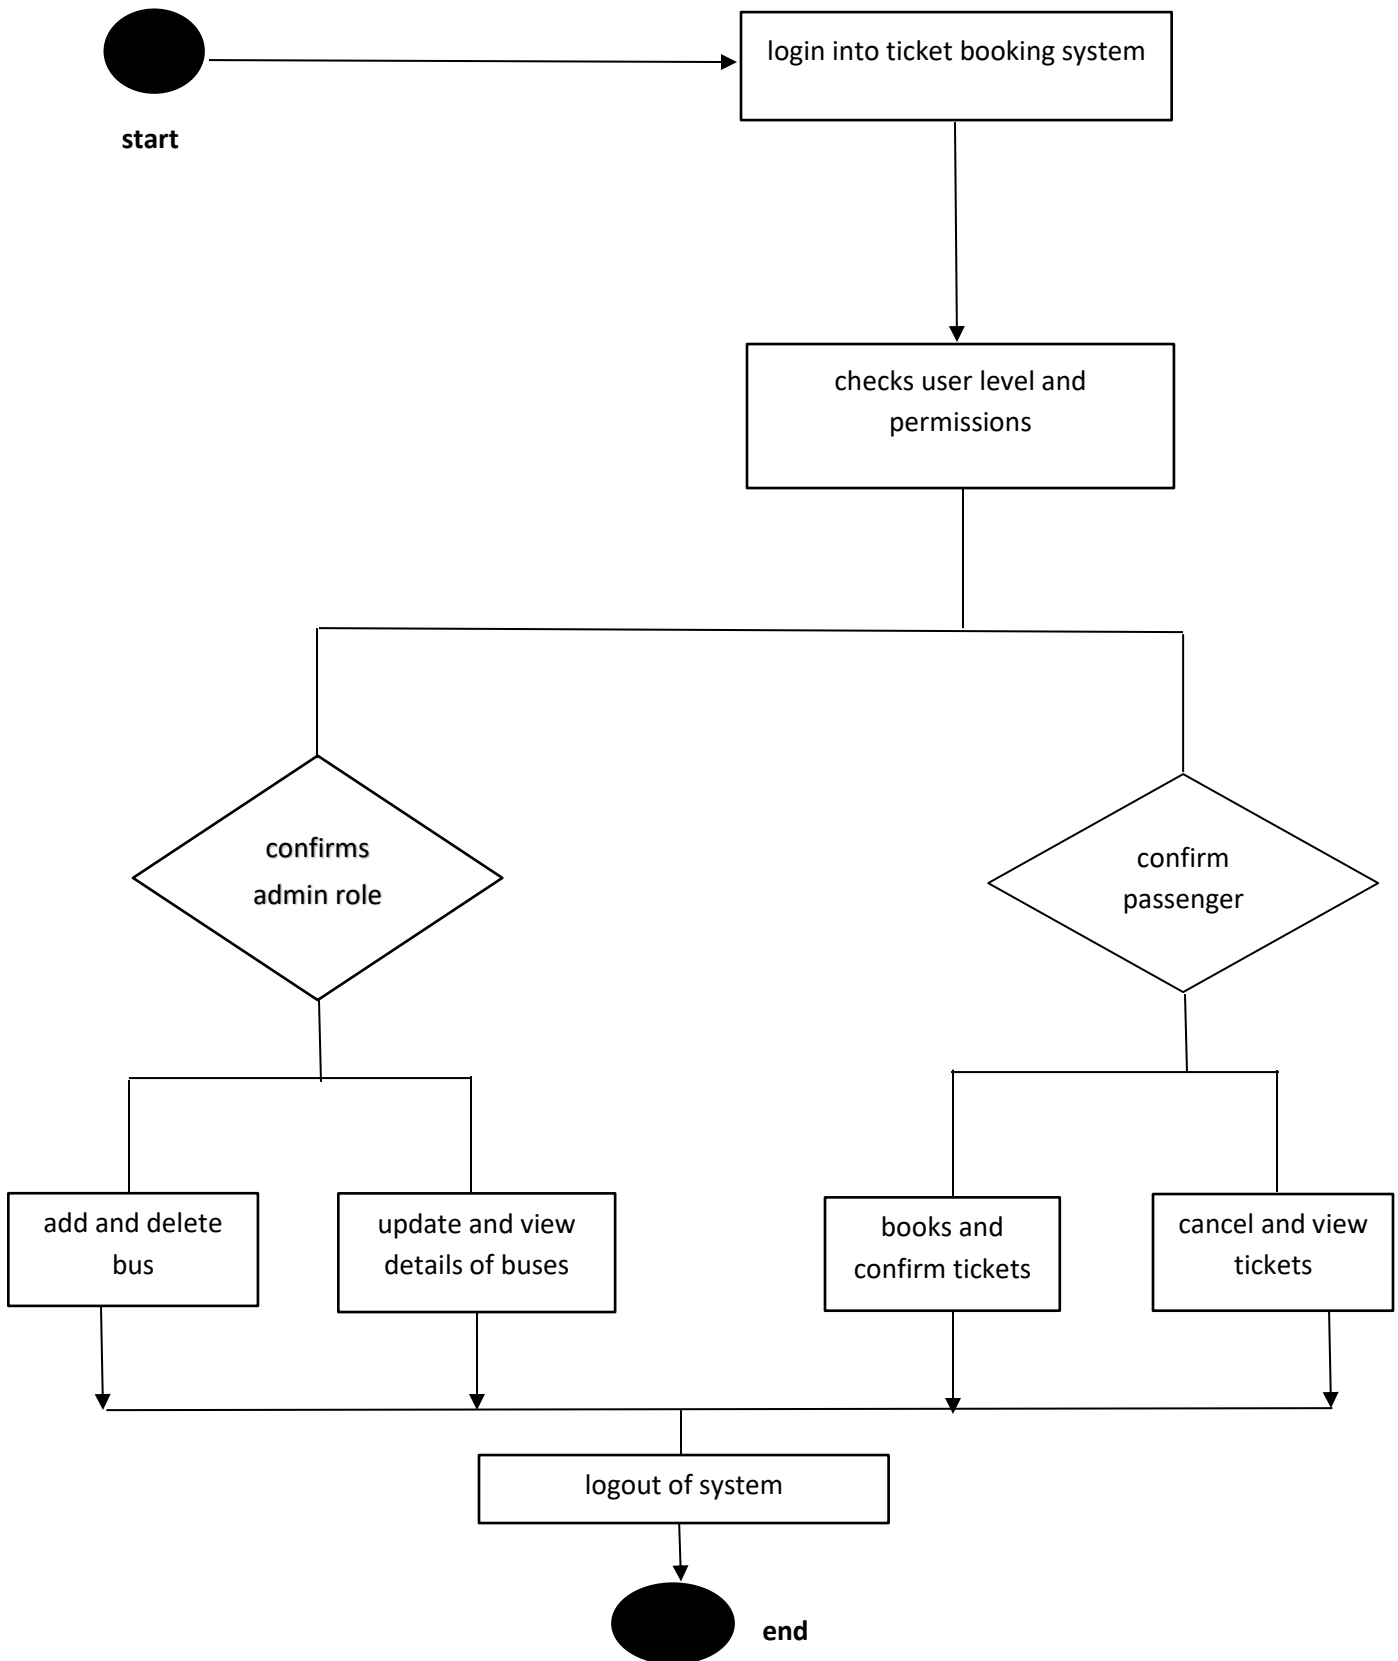 login into ticket booking system
start
checks user level and
permissions
confirms
admin role
confirm
passenger
add and delete
bus
update and view
details of buses
books and
confirm tickets
cancel and view
tickets
logout of system
end